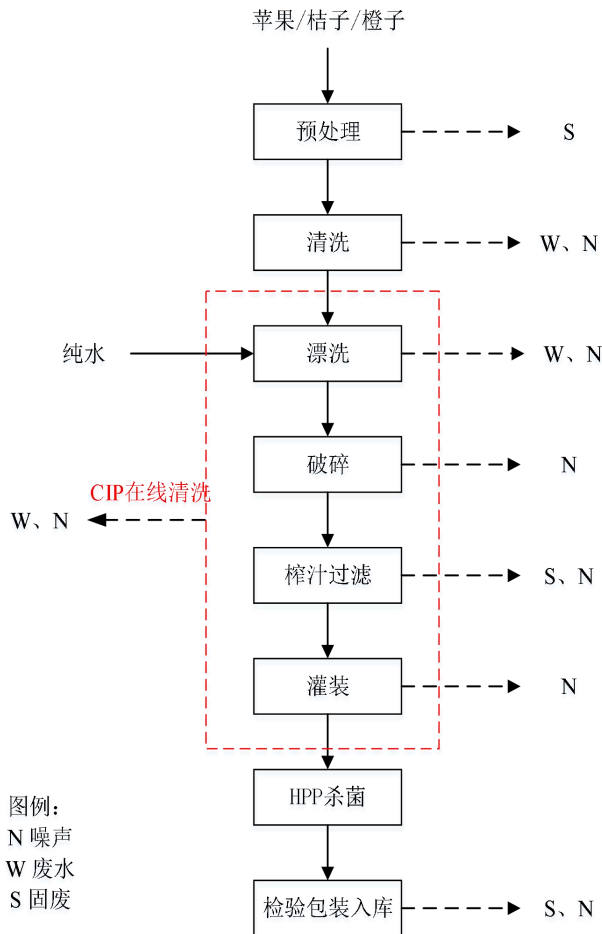 苹果/桔子/橙子
预处理
S
清洗
W、N
纯水
漂洗
W、N
破碎
N
CIP在线清洗
W、N
榨汁过滤
S、N
灌装
N
HPP杀菌
图例：
N 噪声
W 废水
S 固废
检验包装入库
S、N